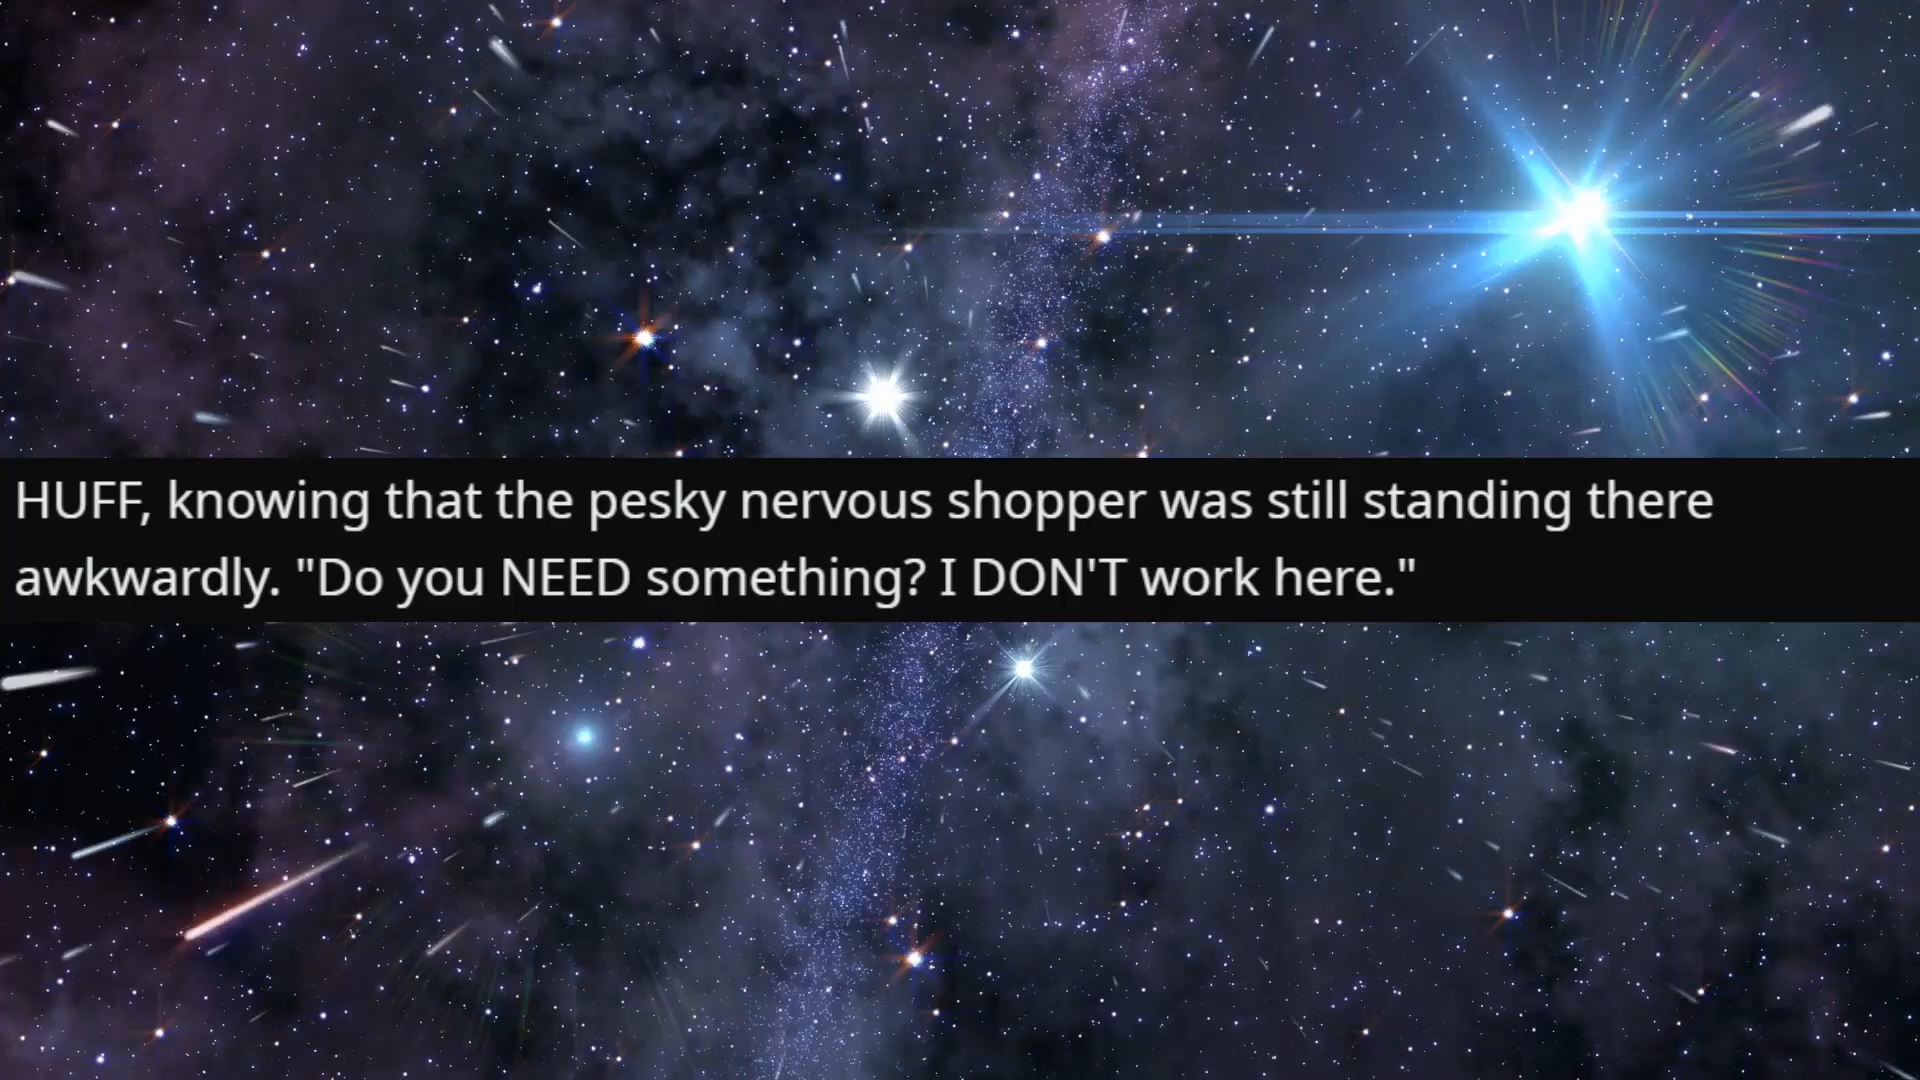 HUFF, knowing that the pesky nervous shopper was still standing there
awkwardly. "Do you NEED something? I DON'T work here."